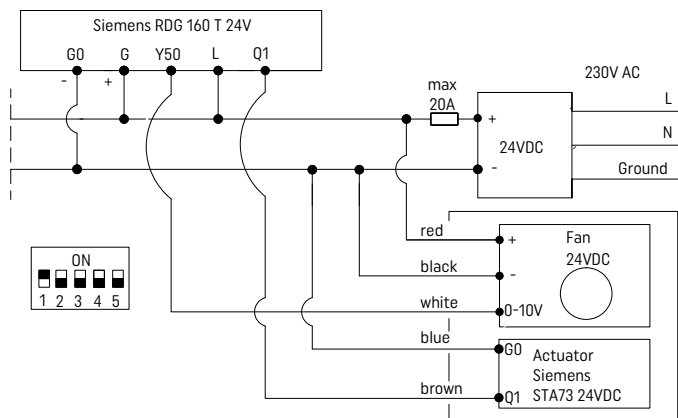 Siemens RDG 160 T 24V
G0 G Y50 L Q1
- +
max
20A
230V AC
L
N
Ground
+
24VDC
-
red
+
Fan
24VDC
black
-
white
0-10V
ON
1 2 3 4 5
blue
G0
Actuator
Siemens
STA73 24VDC
brown
Q1